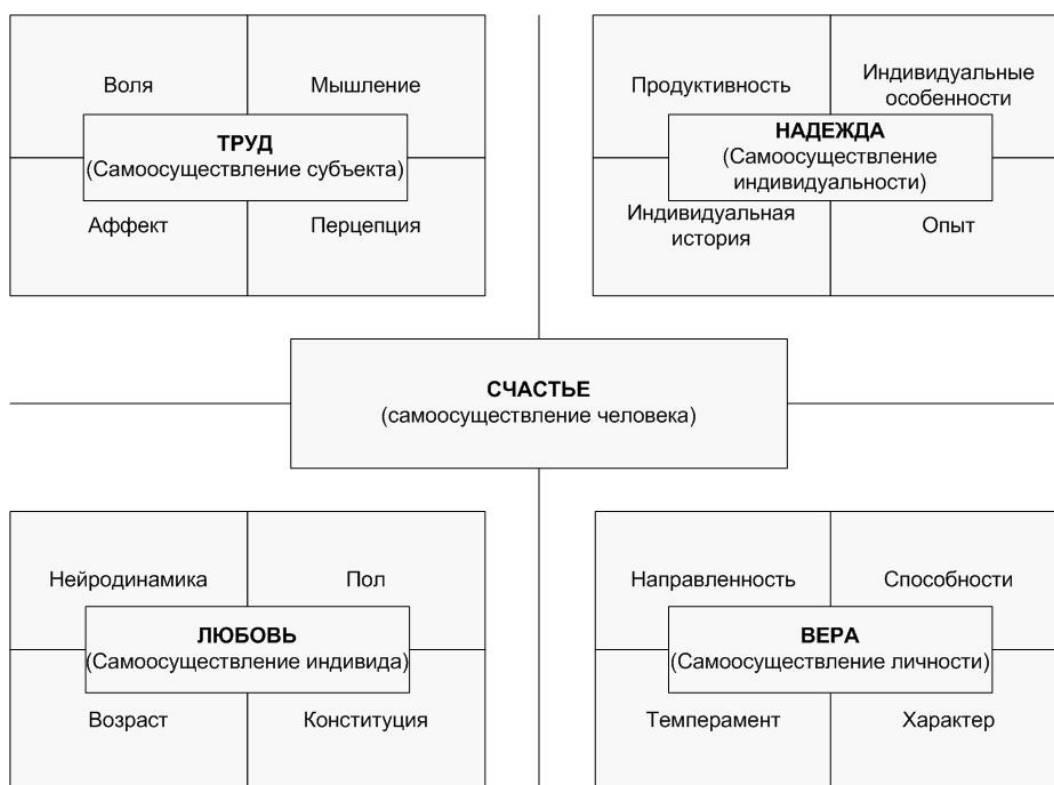 Воля
Мышление
ТРУД
(Самоосуществление субъекта)
Аффект
Перцепция
Продуктивность
Индивидуальные
особенности
НАДЕЖДА
(Самоосуществление
индивидуальности)
Индивидуальная
история
Опыт
СЧАСТЬЕ
(самоосуществление человека)
Нейродинамика
Пол
ЛЮБОВЬ
(Самоосуществление индивида)
Возраст
Конституция
Направленность
Способности
ВЕРА
(Самоосуществление личности)
Темперамент
Характер